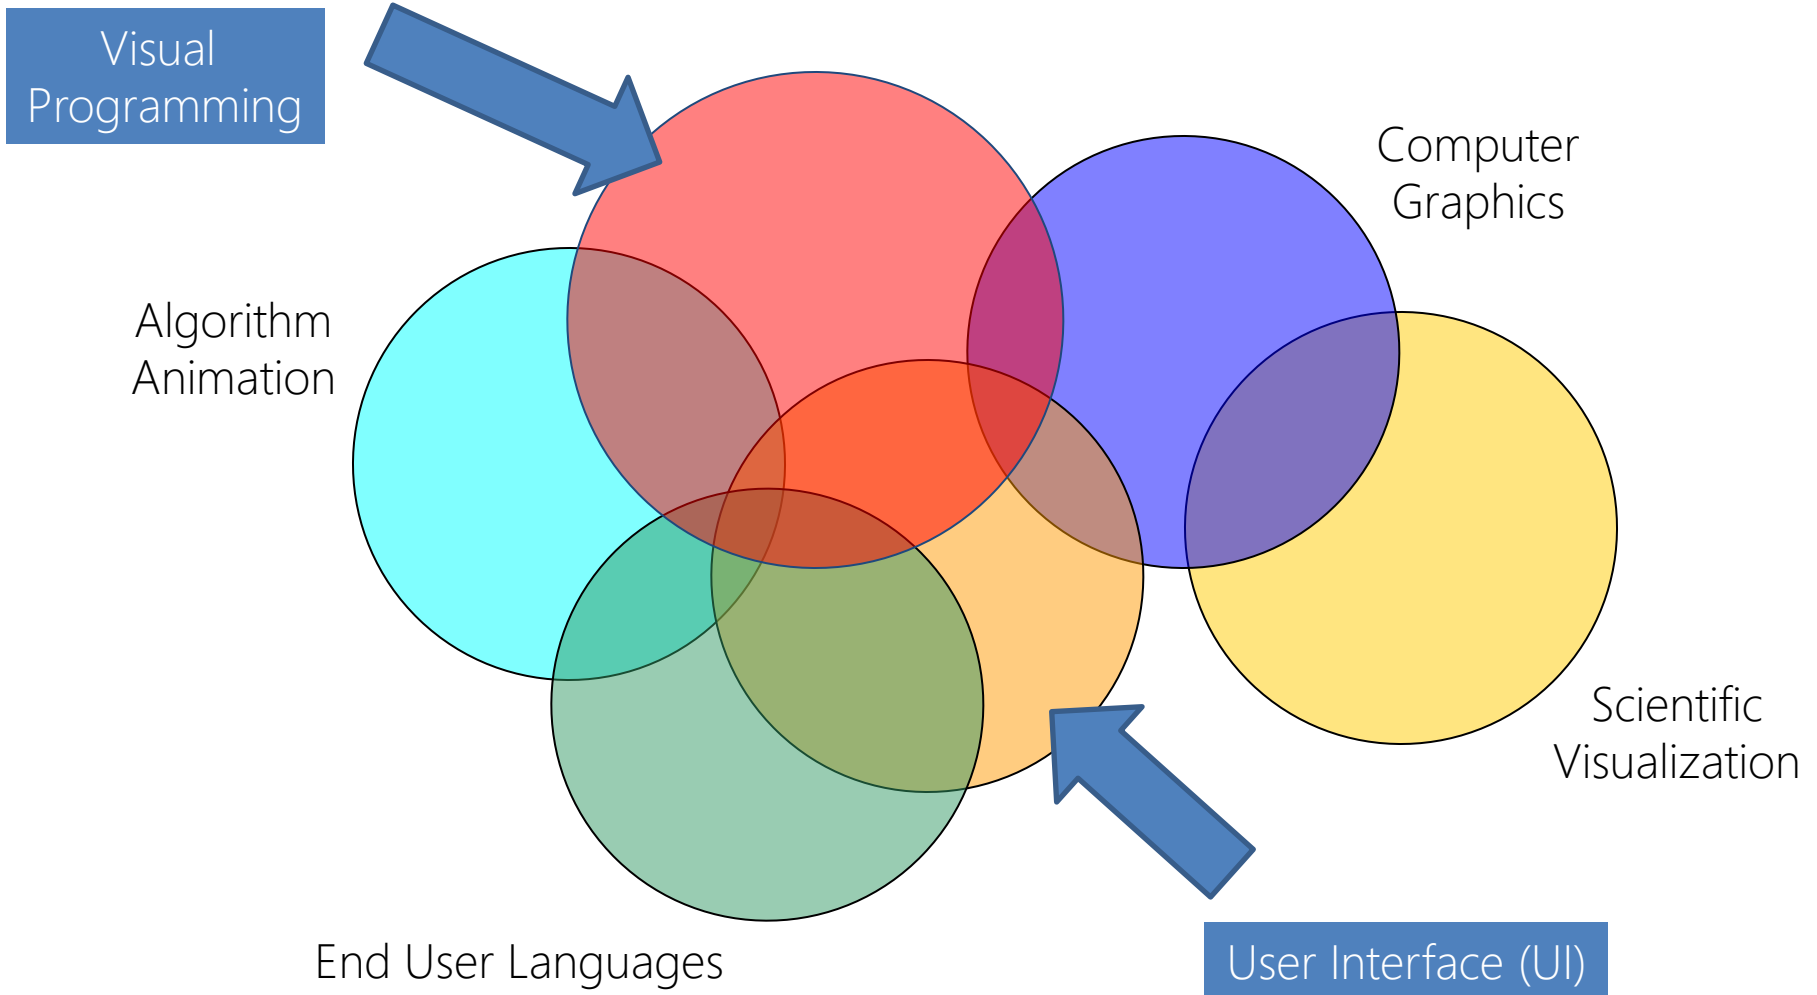 Visual
Programming
Computer
Graphics
Algorithm
Animation
Scientific
Visualization
End User Languages
User Interface (UI)